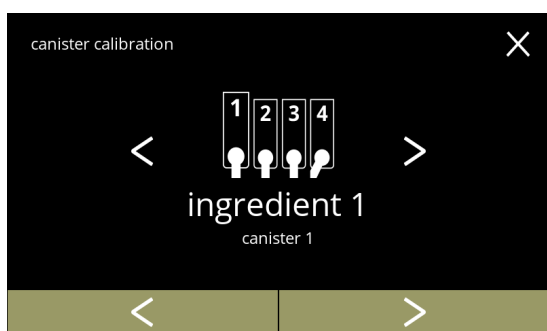 canister calibration
1 2 3 4
ingredient 1
canister 1